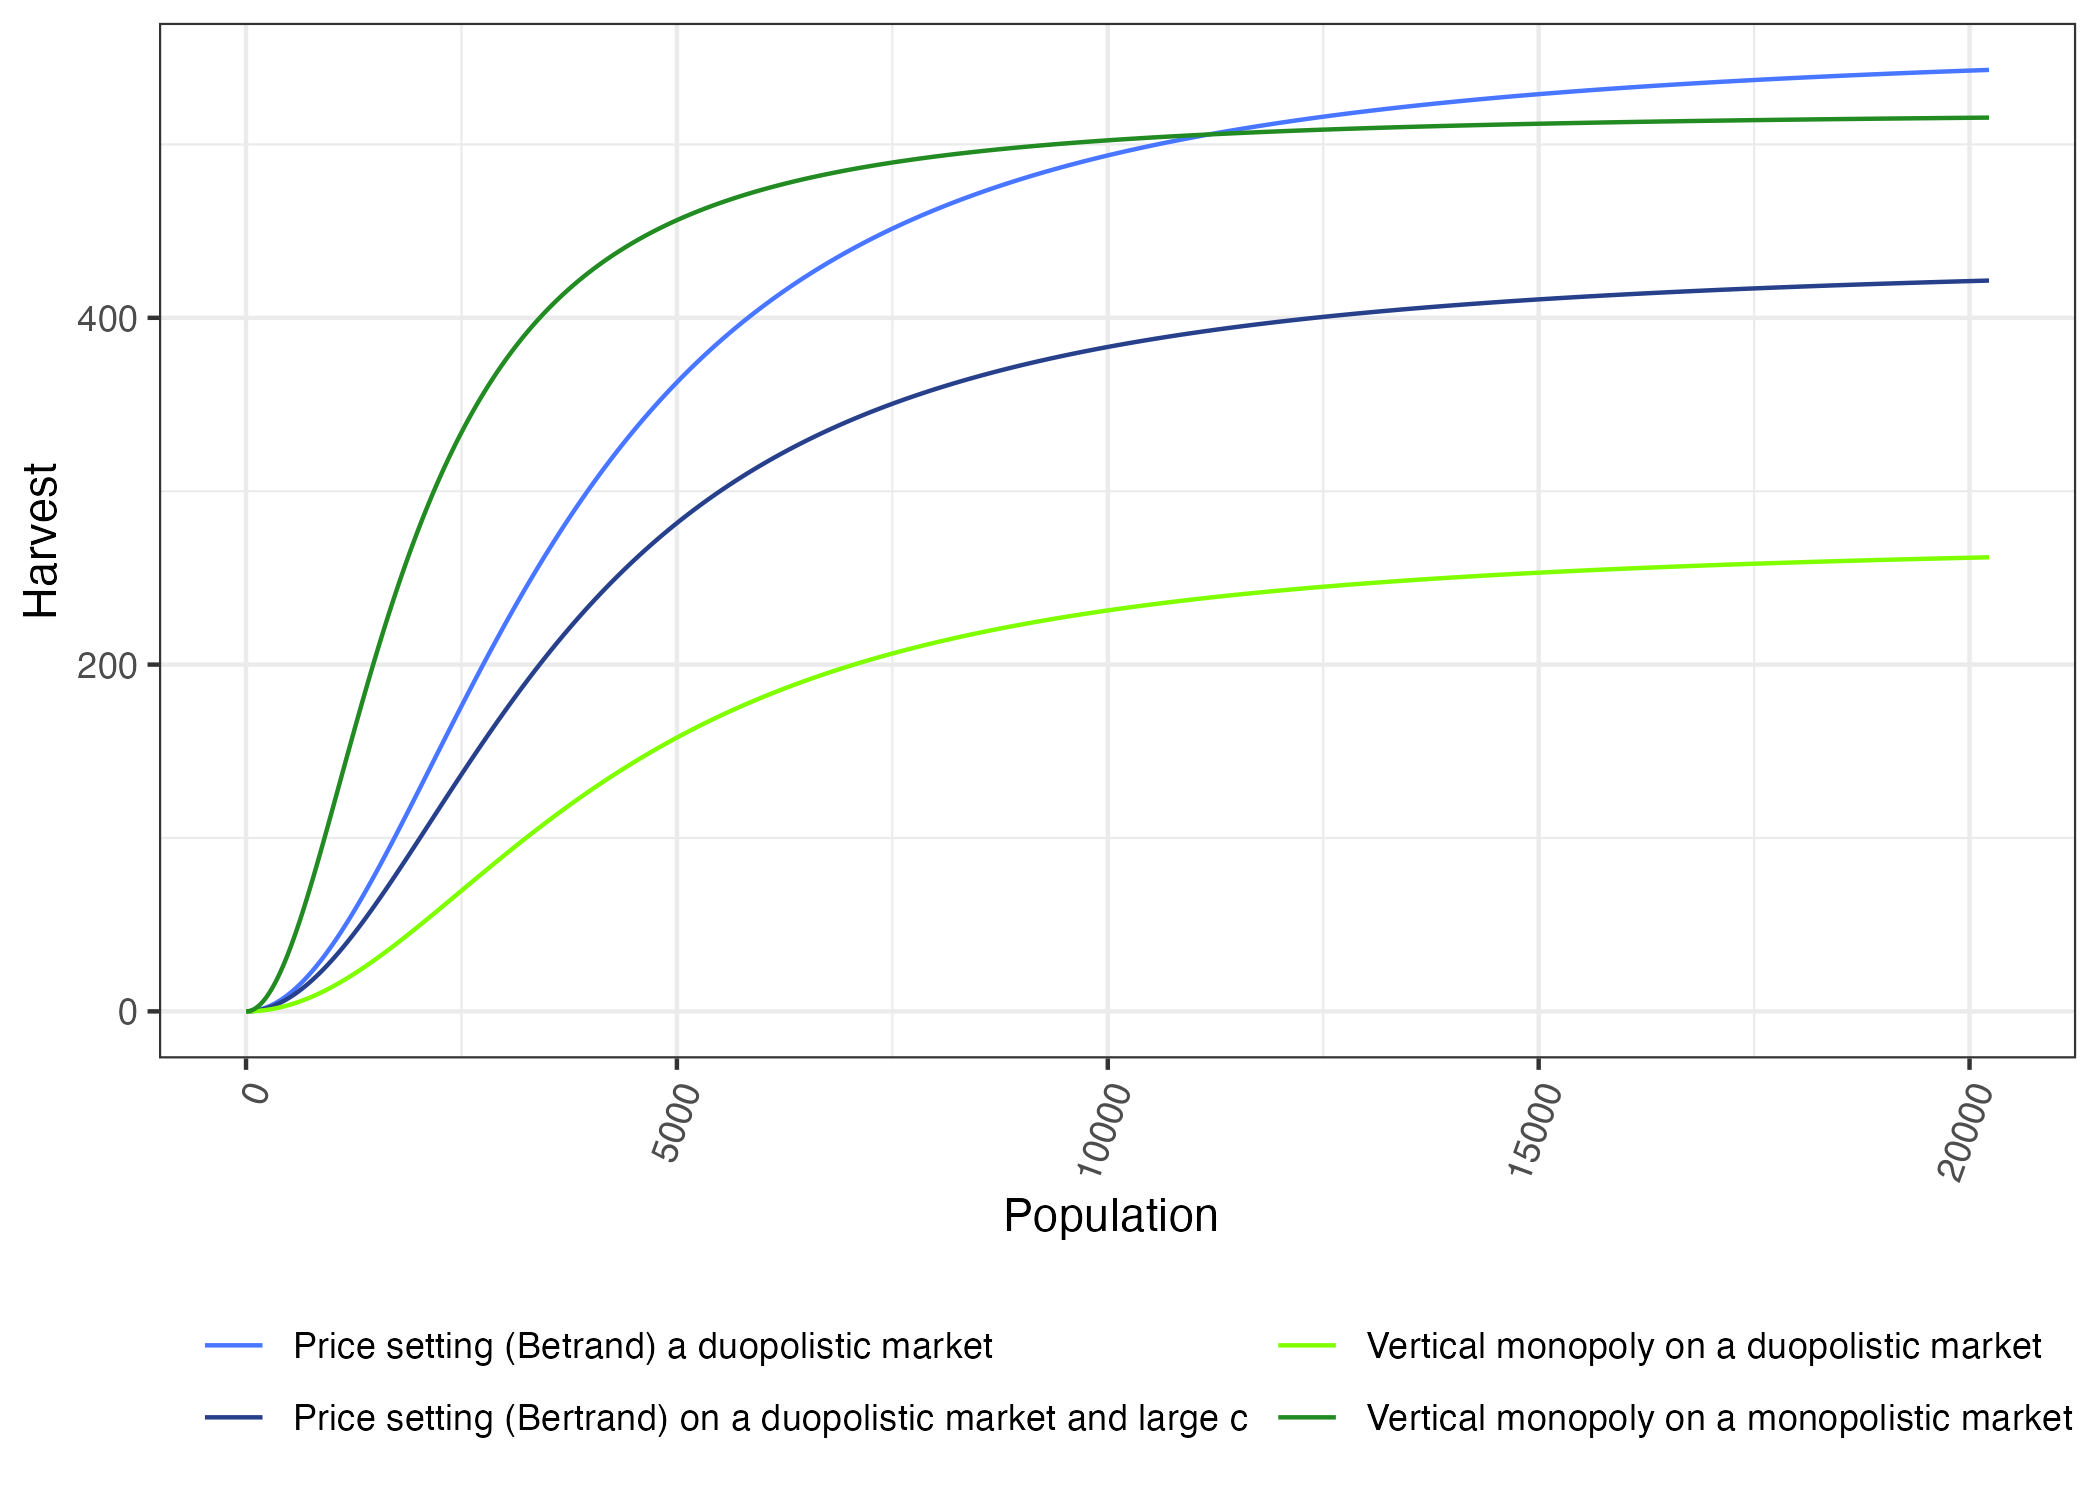 Harvest
400
200
0
0
5000
10000
15000
20000
Population
Price setting (Betrand) a duopolistic market
Vertical monopoly on a duopolistic market
Price setting (Bertrand) on a duopolistic market and large c
Vertical monopoly on a monopolistic market